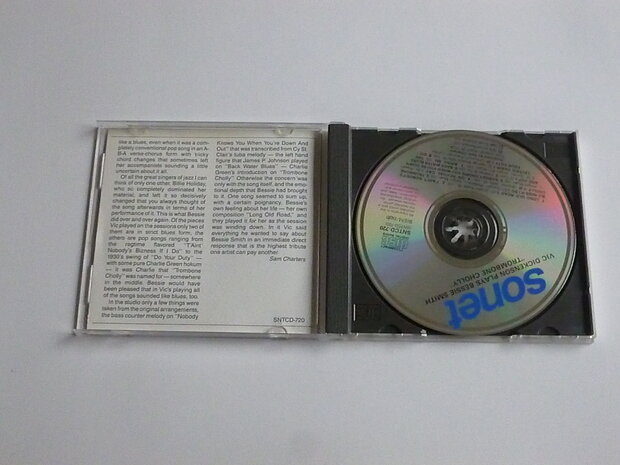 like a blues, even when it was a com-
pletely conventional pop song in an A-
B-A verse-chorus form with tricky
chord changes that sometimes left
her accompanists sounding a little
uncertain about it all.
Of all the great singers of jazz I can
think of only one other, Billie Holiday,
who so completely dominated her
material, and left it so decisively
changed that you always thought of
the song afterwards in terms of her
performance of it. This is what Bessie
did over and over again. Of the pieces
Vic played on the sessions only two of
them are in strict blues form, the
others are pop songs ranging from
the ragtime flavored "T'Ain't
Nobody's Bizness If I Do" to the
1930's swing of "Do Your Duty" —
with some pure Charlie Green hokum
— it was Charlie that "Trombone
Cholly" was named for — somewhere
in the middle. Bessie would have
been pleased that in Vic's playing all
of the songs sounded like blues, too.
In the studio only a few things were
taken from the original arrangements,
the bass counter melody on "Nobody
Knows You When You're Down And
Out" that was transcribed from Cy St.
Clair's tuba melody — the left hand
figure that James P. Johnson played
on "Back Water Blues" — Charlie
Green's introduction on "Trombone
Cholly". Otherwise the concern was
only with the song itself, and the emo-
tional depth that Bessie had brought
to it. One song seemed to sum up,
with a certain poignancy, Bessie's
own feeling about her life — her own
composition "Long Old Road," and
they played it for her as the session
was winding down. In it Vic said
everything he wanted to say about
Bessie Smith in an immediate direct
response that is the highest tribute
one artist can pay another!
Sam Charters
SNTCD-720
sonet
VIC DICKENSON PLAYS BESSIE SMITH
"TROMBONE CHOLLY"
SNTCD 720